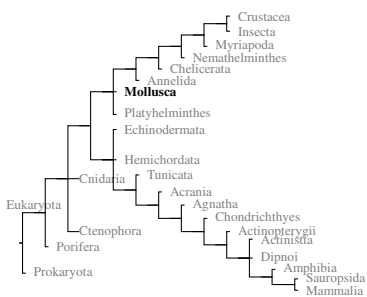 Crustacea
Insecta
Myriapoda
Nemathelminthes
Chelicerata
Annelida
Mollusca
Platyhelminthes
Echinodermata
Hemichordata
Cnidaria
Tunicata
Acrania
Eukaryota
Agnatha
Chondrichthyes
Ctenophora
Actinopterygii
Actinistia
Porifera
Dipnoi
Prokaryota
Amphibia
Sauropsida
Mammalia